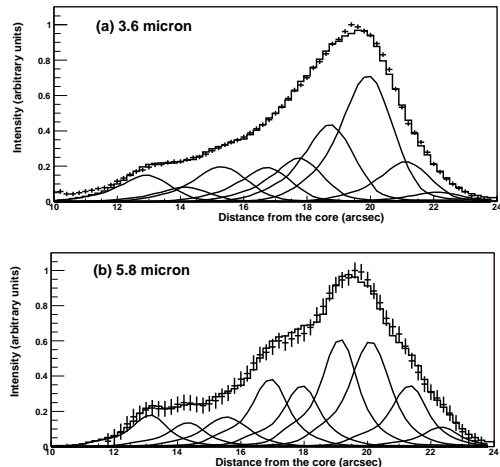 (a) 3.6 micron
Intensity (arbitrary units)
1
0.8
0.6
0.4
0.2
0
10 12 14 16 18 20 22 24
Distance from the core (arcsec)
(b) 5.8 micron
Intensity (arbitrary units)
1
0.8
0.6
0.4
0.2
0
10 12 14 16 18 20 22 24
Distance from the core (arcsec)